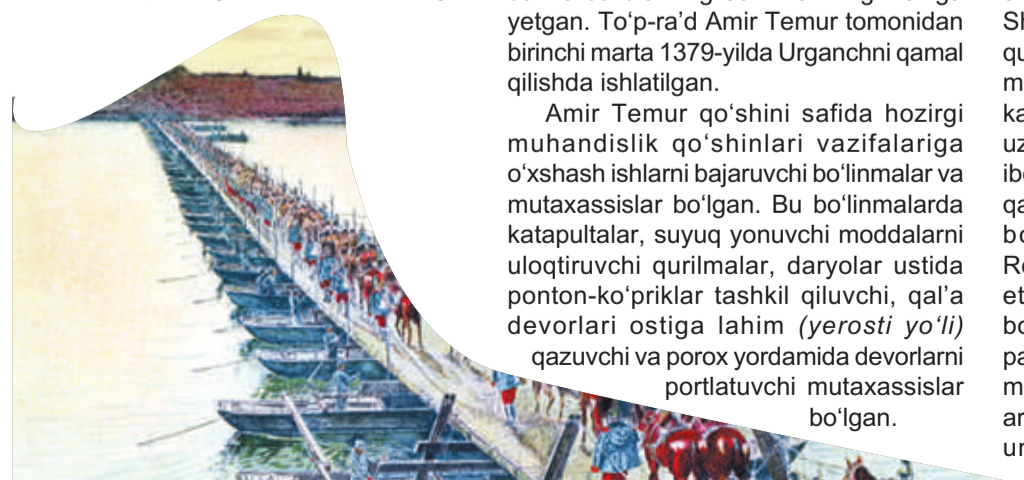 yetgan. To‘p-ra’d Amir Temur tomonidan
birinchi marta 1379-yilda Urganchni qamal
qilishda ishlatilgan.
Amir Temur qo‘shini safida hozirgi
muhandislik qo‘shinlari vazifalariga
o‘xshash ishlarni bajaruvchi bo‘linmalar va
mutaxassislar bo‘lgan. Bu bo‘linmalarda
katapultalar, suyuq yonuvchi moddalarni
uloqtiruvchi qurilmalar, daryolar ustida
ponton-ko‘priklar tashkil qiluvchi, qal’a
devorlari ostiga lahim (yerosti yo‘li)
qazuvchi va porox yordamida devorlarni
portlatuvchi mutaxassislar
bo‘lgan.